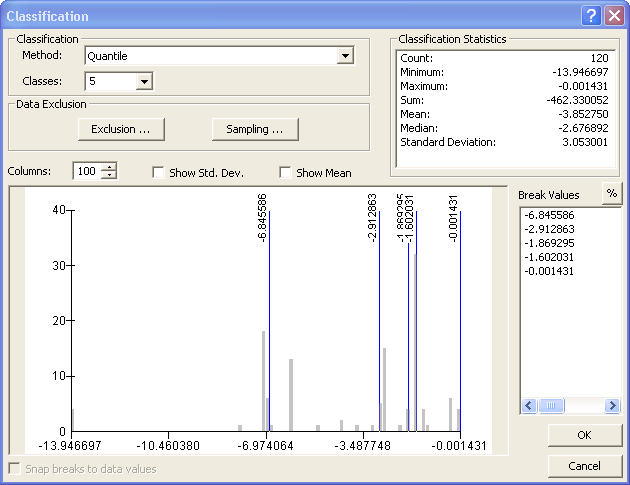 Classification
Classification
Method: Quantile
Classes: 5
Data Exclusion
Exclusion ...
Sampling ...
Classification Statistics
Count: 120
Minimum: -13.946697
Maximum: -0.001431
Sum: -462.330052
Mean: -3.852750
Median: -2.676892
Standard Deviation: 3.053001
Columns: 100
Show Std. Dev.
Show Mean
Break Values
%
-6.845586
-2.912863
-1.869295
-1.602031
-0.001431
40
30
20
10
0
-6.845586
-2.912863
-1.869295
-1.602031
-0.001431
-13.946697 -10.460380 -6.974064 -3.487748 -0.001431
Snap breaks to data values
OK
Cancel